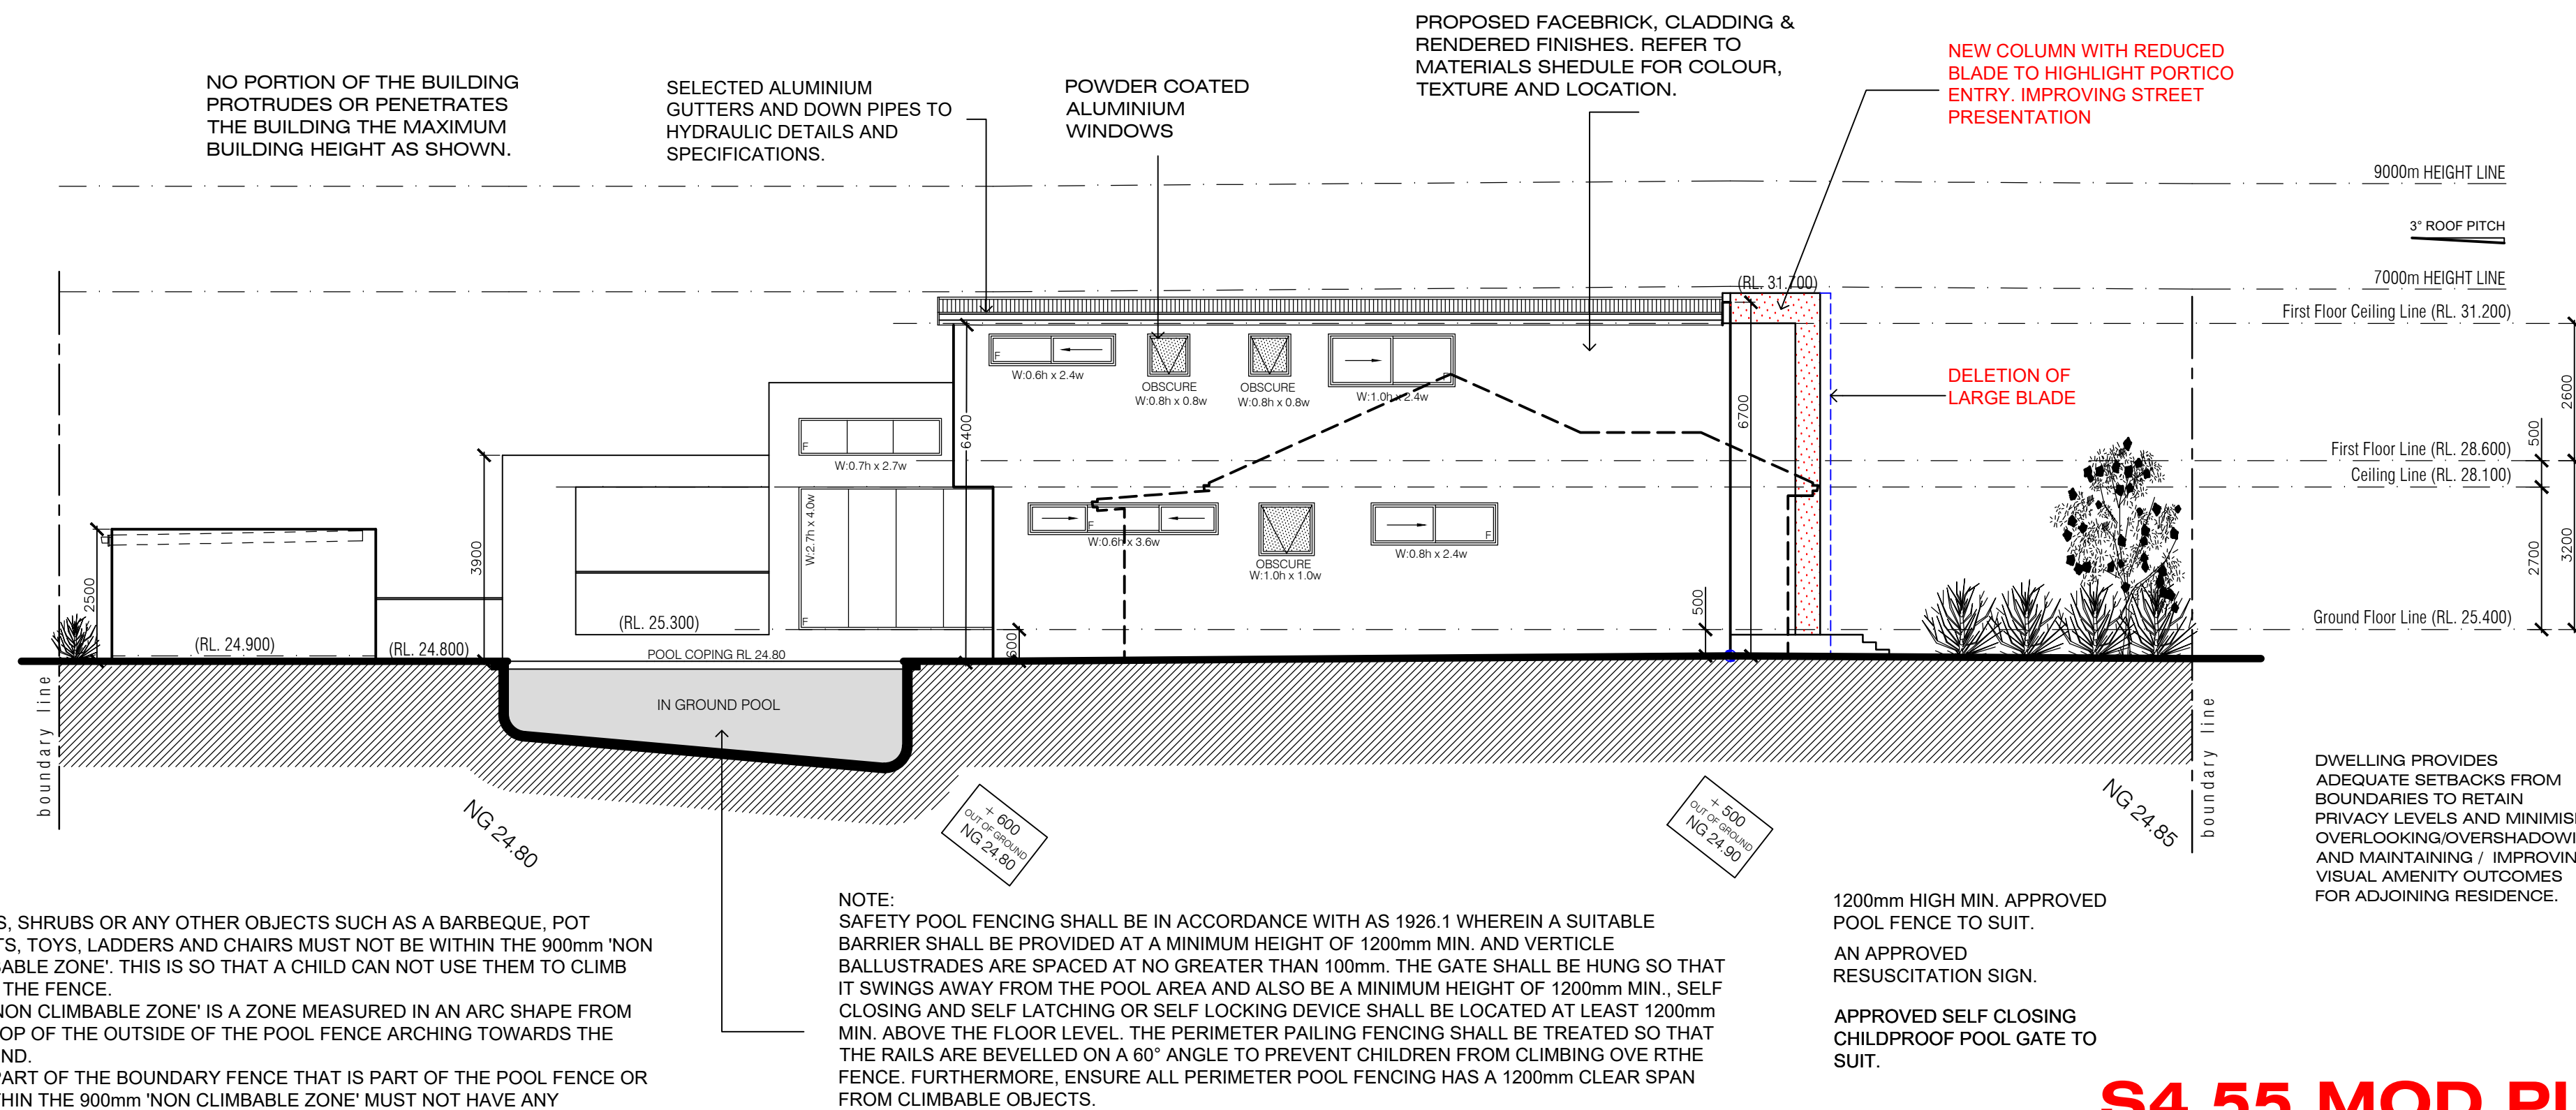 NO PORTION OF THE BUILDING
PROTRUDES OR PENETRATES
THE BUILDING THE MAXIMUM
BUILDING HEIGHT AS SHOWN.
SELECTED ALUMINIUM
GUTTERS AND DOWN PIPES TO
HYDRAULIC DETAILS AND
SPECIFICATIONS.
POWDER COATED
ALUMINIUM
WINDOWS
PROPOSED FACEBRICK, CLADDING &
RENDERED FINISHES. REFER TO
MATERIALS SHEDULE FOR COLOUR,
TEXTURE AND LOCATION.
NEW COLUMN WITH REDUCED
BLADE TO HIGHLIGHT PORTICO
ENTRY. IMPROVING STREET
PRESENTATION
9000m HEIGHT LINE
3° ROOF PITCH
7000m HEIGHT LINE
(RL. 31.700)
First Floor Ceiling Line (RL. 31.200)
DELETION OF
LARGE BLADE
First Floor Line (RL. 28.600)
Ceiling Line (RL. 28.100)
Ground Floor Line (RL. 25.400)
2600
500
2700
3200
F
W:0.6h x 2.4w
OBSCURE
W:0.8h x 0.8w
OBSCURE
W:0.8h x 0.8w
F
W:1.0h x 2.4w
6400
6700
F
W:0.7h x 2.7w
W:2.7h x 4.0w
F
F
W:0.6h x 3.6w
OBSCURE
W:1.0h x 1.0w
F
W:0.8h x 2.4w
3900
2500
600
500
(RL. 24.900)
(RL. 24.800)
(RL. 25.300)
POOL COPING RL 24.80
IN GROUND POOL
boundary line
boundary line
NG 24.80
+ 600
OUT OF GROUND
NG 24.80
+ 500
OUT OF GROUND
NG 24.90
NG 24.85
DWELLING PROVIDES
ADEQUATE SETBACKS FROM
BOUNDARIES TO RETAIN
PRIVACY LEVELS AND MINIMIS
OVERLOOKING/OVERSHADOWI
AND MAINTAINING / IMPROVIN
VISUAL AMENITY OUTCOMES
FOR ADJOINING RESIDENCE.
S, SHRUBS OR ANY OTHER OBJECTS SUCH AS A BARBEQUE, POT
TS, TOYS, LADDERS AND CHAIRS MUST NOT BE WITHIN THE 900mm 'NON
BABLE ZONE'. THIS IS SO THAT A CHILD CAN NOT USE THEM TO CLIMB
THE FENCE.
NON CLIMBABLE ZONE' IS A ZONE MEASURED IN AN ARC SHAPE FROM
OP OF THE OUTSIDE OF THE POOL FENCE ARCHING TOWARDS THE
ND.
PART OF THE BOUNDARY FENCE THAT IS PART OF THE POOL FENCE OR
THIN THE 900mm 'NON CLIMBABLE ZONE' MUST NOT HAVE ANY
NOTE:
SAFETY POOL FENCING SHALL BE IN ACCORDANCE WITH AS 1926.1 WHEREIN A SUITABLE
BARRIER SHALL BE PROVIDED AT A MINIMUM HEIGHT OF 1200mm MIN. AND VERTICLE
BALLUSTRADES ARE SPACED AT NO GREATER THAN 100mm. THE GATE SHALL BE HUNG SO THAT
IT SWINGS AWAY FROM THE POOL AREA AND ALSO BE A MINIMUM HEIGHT OF 1200mm MIN., SELF
CLOSING AND SELF LATCHING OR SELF LOCKING DEVICE SHALL BE LOCATED AT LEAST 1200mm
MIN. ABOVE THE FLOOR LEVEL. THE PERIMETER PAILING FENCING SHALL BE TREATED SO THAT
THE RAILS ARE BEVELLED ON A 60° ANGLE TO PREVENT CHILDREN FROM CLIMBING OVE RTHE
FENCE. FURTHERMORE, ENSURE ALL PERIMETER POOL FENCING HAS A 1200mm CLEAR SPAN
FROM CLIMBABLE OBJECTS.
1200mm HIGH MIN. APPROVED
POOL FENCE TO SUIT.
AN APPROVED
RESUSCITATION SIGN.
APPROVED SELF CLOSING
CHILDPROOF POOL GATE TO
SUIT.
S4.55 MOD PL